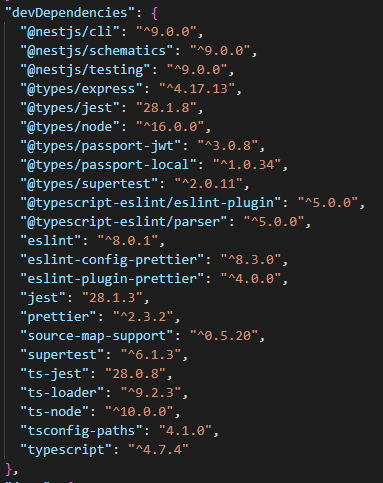 "devDependencies": {
"@nestjs/cli": "^9.0.0",
"@nestjs/schematics": "^9.0.0",
"@nestjs/testing": "^9.0.0",
"@types/express": "^4.17.13",
"@types/jest": "28.1.8",
"@types/node": "^16.0.0",
"@types/passport-jwt": "^3.0.8",
"@types/passport-local": "^1.0.34",
"@types/supertest": "^2.0.11",
"@typescript-eslint/eslint-plugin": "^5.0.0",
"@typescript-eslint/parser": "^5.0.0",
"eslint": "^8.0.1",
"eslint-config-prettier": "^8.3.0",
"eslint-plugin-prettier": "^4.0.0",
"jest": "28.1.3",
"prettier": "^2.3.2",
"source-map-support": "^0.5.20",
"supertest": "^6.1.3",
"ts-jest": "28.0.8",
"ts-loader": "^9.2.3",
"ts-node": "^10.0.0",
"tsconfig-paths": "4.1.0",
"typescript": "^4.7.4"
},